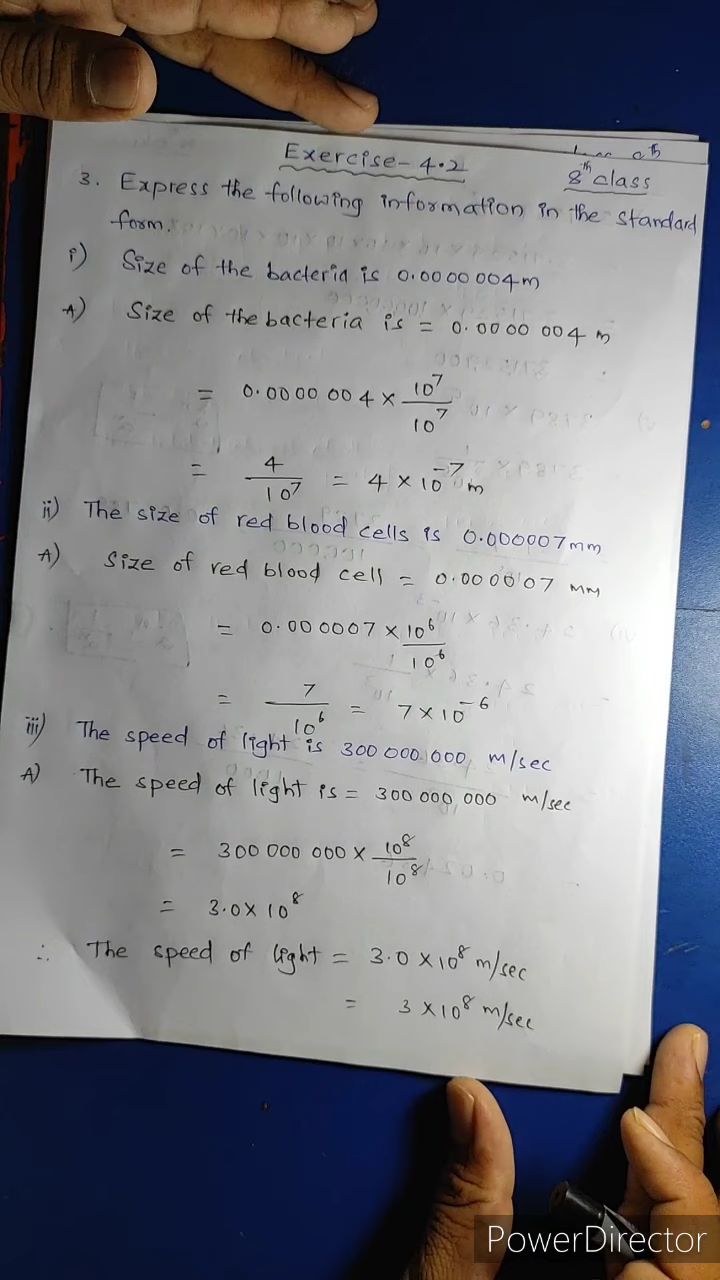 Exercise-4.2
8th class
3. Express the following information in the standard
form.
i) Size of the bacteria is 0.0000004m
A) Size of the bacteria is = 0.0000 004 m
= 0.0000 004 × 10^7/10^7
= 4/10^7 = 4 × 10^-7 m
ii) The size of red blood cells is 0.000007mm
A) Size of red blood cell = 0.000007 mm
= 0.000007 × 10^6/10^6
= 7/10^6 = 7×10^-6
iii) The speed of light is 300 000 000 m/sec
A) The speed of light is = 300 000 000 m/sec
= 300 000 000 × 10^8/10^8
= 3.0×10^8
∴ The speed of light = 3.0 ×10^8 m/sec
= 3 ×10^8 m/sec
PowerDirector